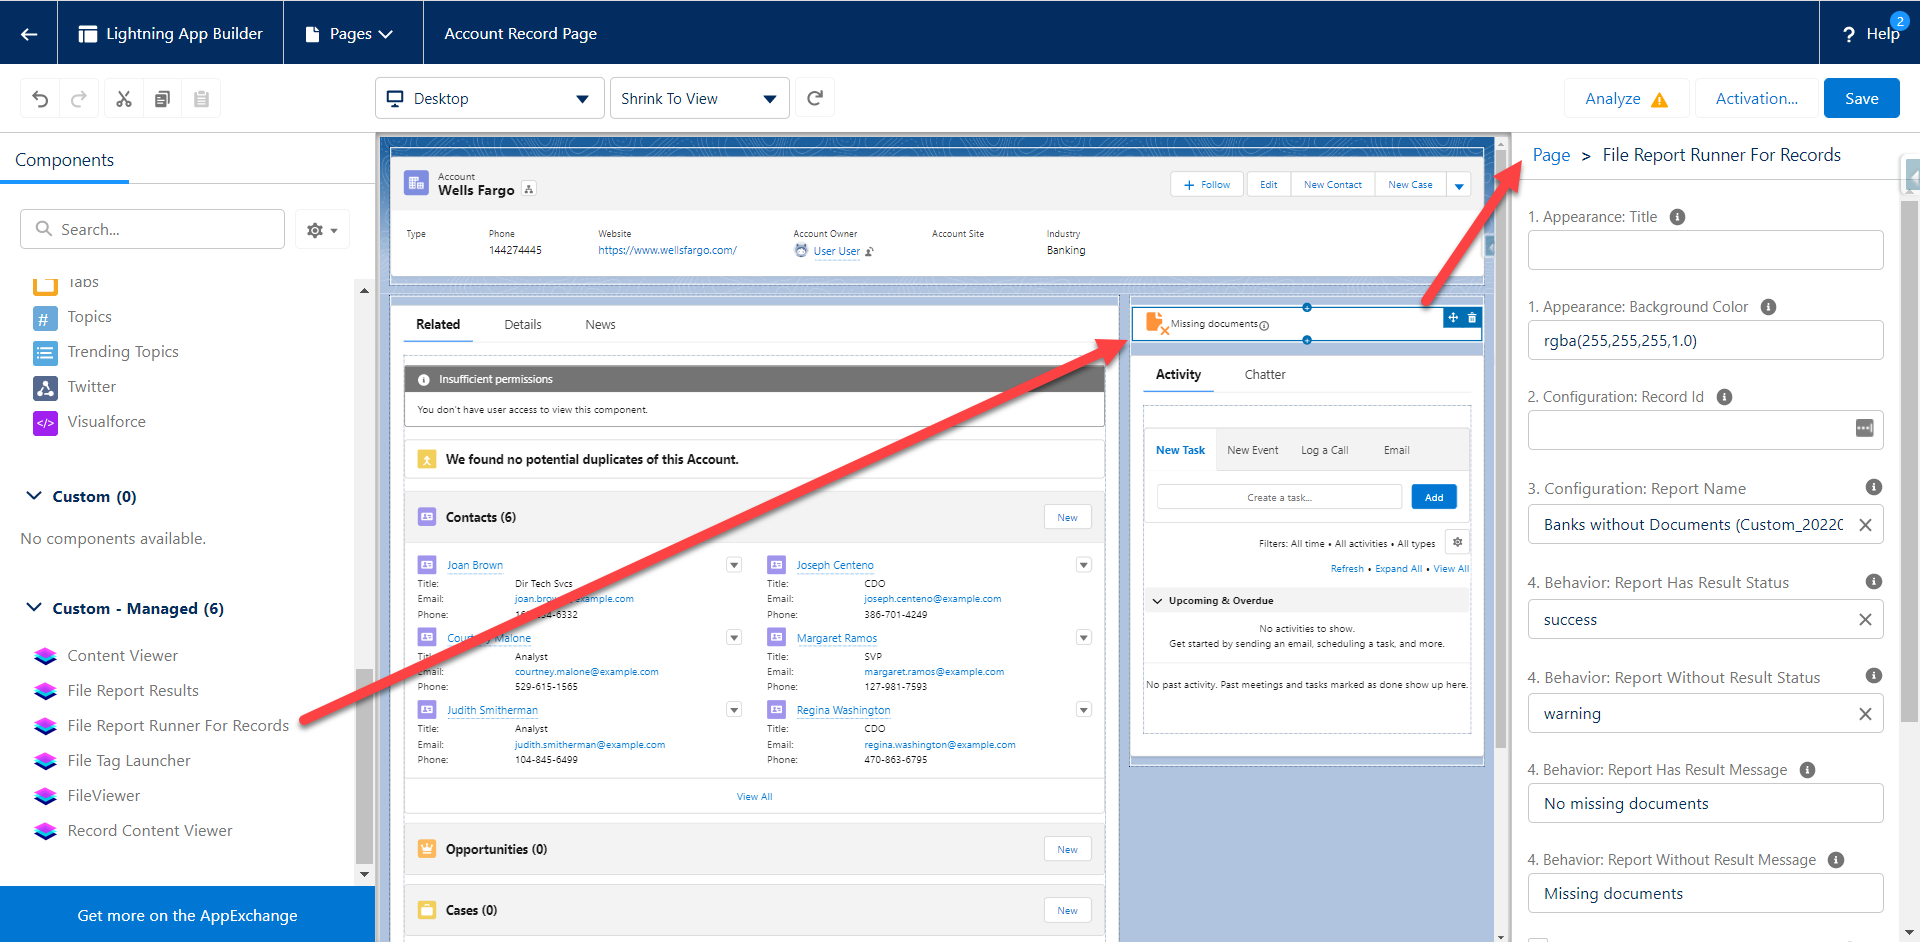 Lightning App Builder
Pages
Account Record Page
? Help
2
Desktop
Shrink To View
Analyze
Activation...
Save
Components
Search...
Tabs
# Topics
Trending Topics
Twitter
</> Visualforce
Custom (0)
No components available.
Custom - Managed (6)
Content Viewer
File Report Results
File Report Runner For Records
File Tag Launcher
FileViewer
Record Content Viewer
Get more on the AppExchange
Account
Wells Fargo
+ Follow
Edit
New Contact
New Case
Type
Phone
144274445
Website
https://www.wellsfargo.com/
Account Owner
User User
Account Site
Industry
Banking
Related
Details
News
Insufficient permissions
You don't have user access to view this component.
We found no potential duplicates of this Account.
Contacts (6)
New
Joan Brown
Title: Dir Tech Svcs
Email:
Phone:
Joseph Centeno
Title: CDO
Email: joseph.centeno@example.com
Phone: 386-701-4249
Malone
Analyst
Email: courtney.malone@example.com
Phone: 529-615-1565
Margaret Ramos
Title: SVP
Email: margaret.ramos@example.com
Phone: 127-981-7593
Judith Smitherman
Title: Analyst
Email: judith.smitherman@example.com
Phone: 104-845-6499
Regina Washington
Title: CDO
Email: regina.washington@example.com
Phone: 470-863-6795
View All
Opportunities (0)
New
Cases (0)
New
Missing documents
Activity
Chatter
New Task
New Event
Log a Call
Email
Create a task...
Add
Filters: All time • All activities • All types
Refresh • Expand All • View All
Upcoming & Overdue
No activities to show.
Get started by sending an email, scheduling a task, and more.
No past activity. Past meetings and tasks marked as done show up here.
Page > File Report Runner For Records
1. Appearance: Title
1. Appearance: Background Color
rgba(255,255,255,1.0)
2. Configuration: Record Id
3. Configuration: Report Name
Banks without Documents (Custom_2022
4. Behavior: Report Has Result Status
success
4. Behavior: Report Without Result Status
warning
4. Behavior: Report Has Result Message
No missing documents
4. Behavior: Report Without Result Message
Missing documents